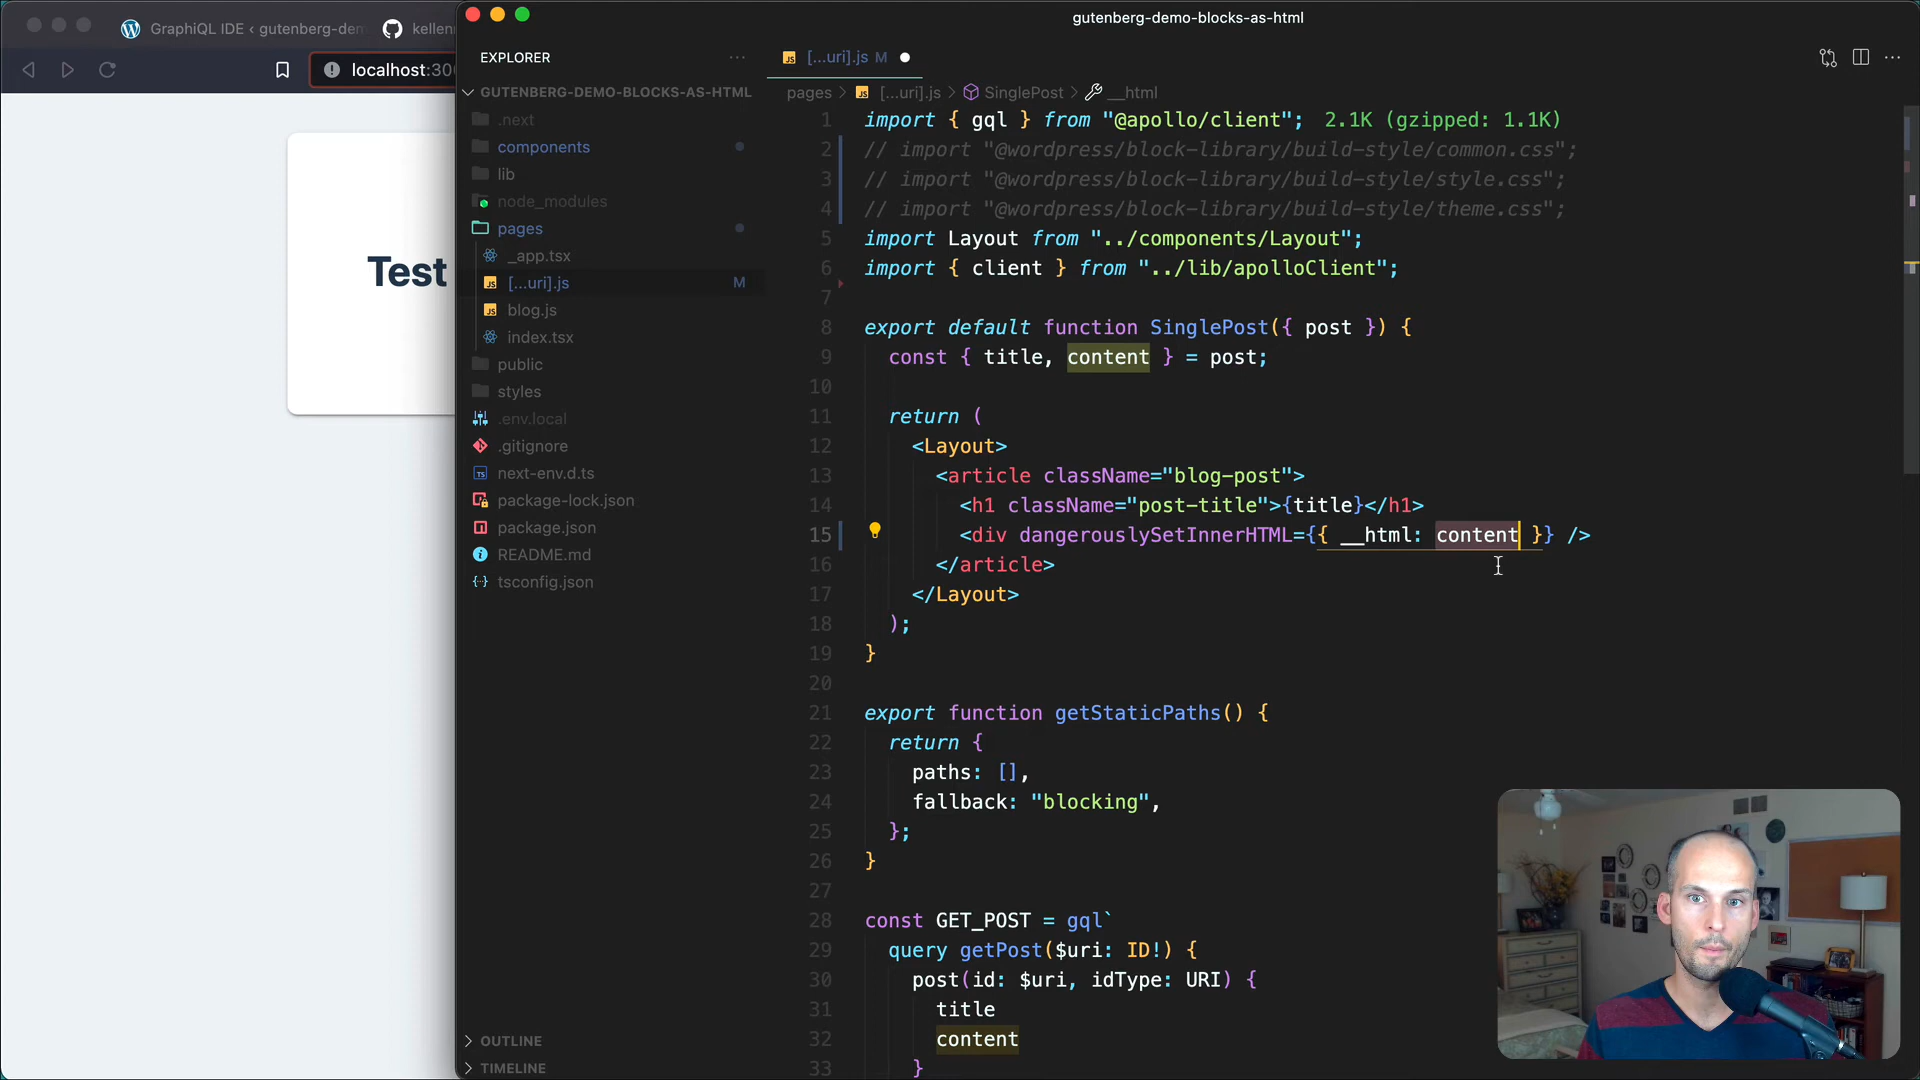 GraphiQL IDE ‹ gutenberg-dem
kellenm
localhost:300
Test
gutenberg-demo-blocks-as-html
EXPLORER
GUTENBERG-DEMO-BLOCKS-AS-HTML
.next
components
lib
node_modules
pages
_app.tsx
[...uri].js M
blog.js
index.tsx
public
styles
.env.local
.gitignore
next-env.d.ts
package-lock.json
package.json
README.md
tsconfig.json
OUTLINE
TIMELINE
[...uri].js M
pages > [...uri].js > SinglePost > __html
1 import { gql } from "@apollo/client"; 2.1K (gzipped: 1.1K)
2 // import "@wordpress/block-library/build-style/common.css";
3 // import "@wordpress/block-library/build-style/style.css";
4 // import "@wordpress/block-library/build-style/theme.css";
5 import Layout from "../components/Layout";
6 import { client } from "../lib/apolloClient";
7
8 export default function SinglePost({ post }) {
9 const { title, content } = post;
10
11 return (
12 <Layout>
13 <article className="blog-post">
14 <h1 className="post-title">{title}</h1>
15 <div dangerouslySetInnerHTML={{ __html: content }} />
16 </article>
17 </Layout>
18 );
19 }
20
21 export function getStaticPaths() {
22 return {
23 paths: [],
24 fallback: "blocking",
25 };
26 }
27
28 const GET_POST = gql`
29 query getPost($uri: ID!) {
30 post(id: $uri, idType: URI) {
31 title
32 content
33 }